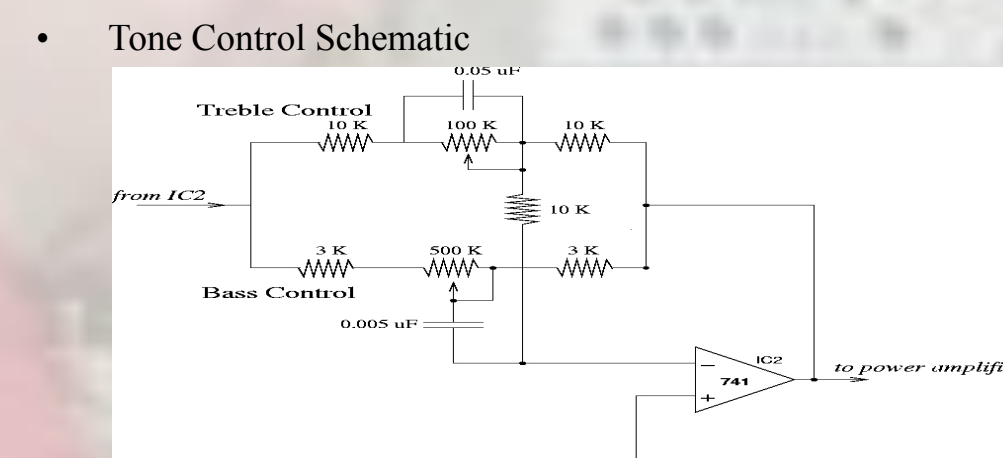 • Tone Control Schematic
0.05 uF
Treble Control
10 K 100 K 10 K
from IC2
10 K
3 K 500 K 3 K
Bass Control
0.005 uF
IC2
to power amplifi
−
741
+